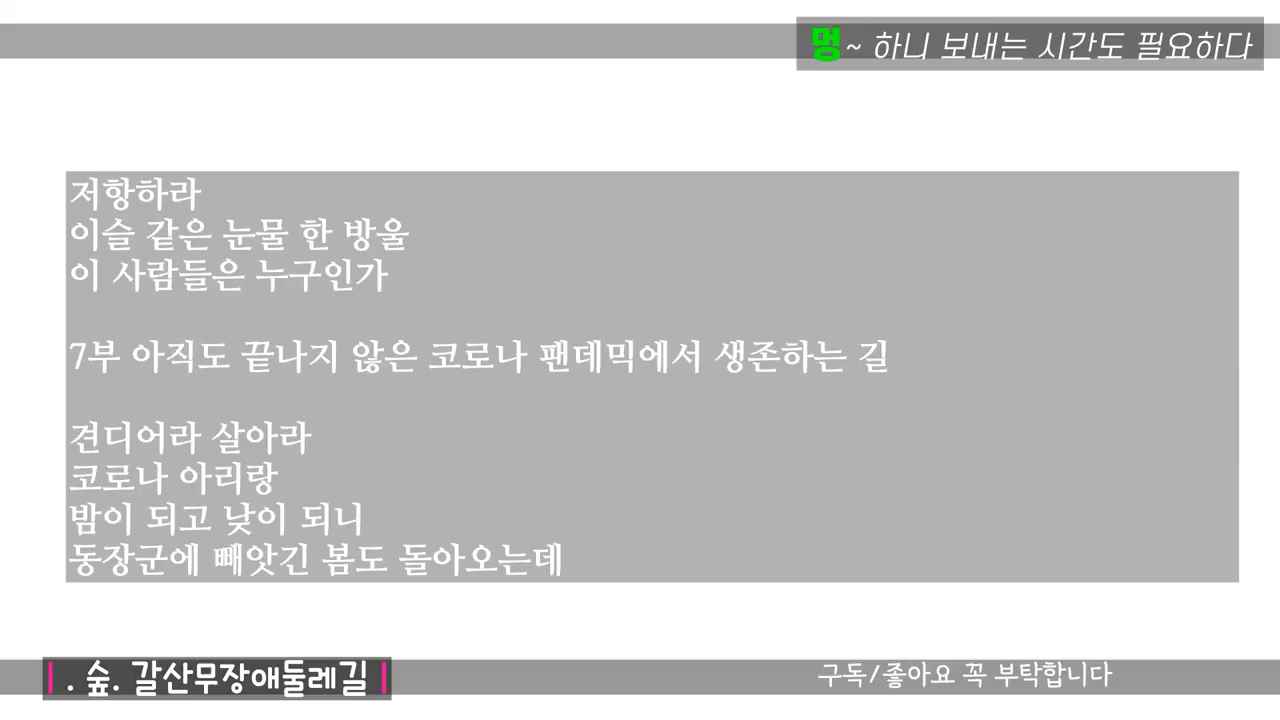 멍~ 하니 보내는 시간도 필요하다
저항하라
이슬 같은 눈물 한 방울
이 사람들은 누구인가
7부 아직도 끝나지 않은 코로나 팬데믹에서 생존하는 길
견디어라 살아라
코로나 아리랑
밤이 되고 낮이 되니
동장군에 빼앗긴 봄도 돌아오는데
. 숲. 갈산무장애둘레길
구독/좋아요 꼭 부탁합니다